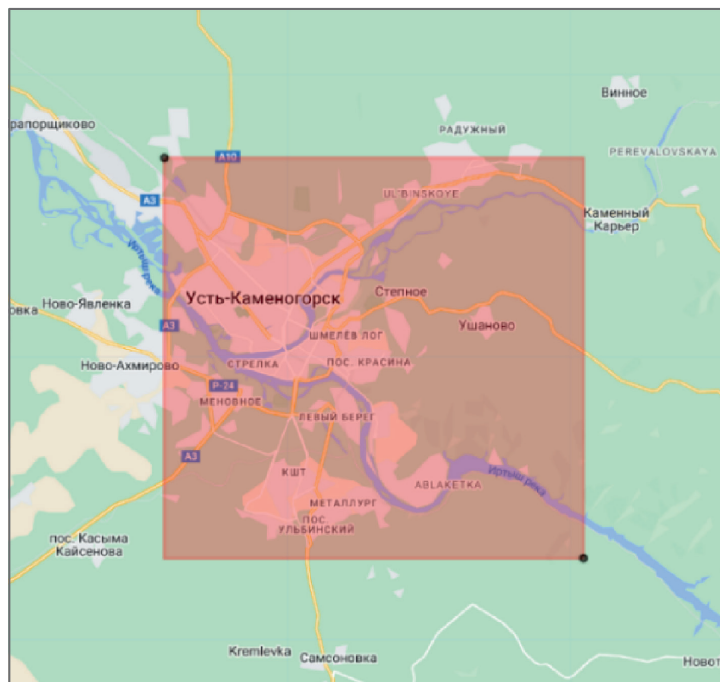 Винное
рапорщиково
РАДУЖНЫЙ
A10
PEREVALOVSKAYA
UL'BINSKOYE
A3
Каменный
Карьер
Иртыш река
Степное
Усть-Каменогорск
Ново-Явленка
овка
A3
Ушаново
ШМЕЛЁВ ЛОГ
Ново-Ахмирово
СТРЕЛКА
ПОС. КРАСИНА
P-24
МЕНОВНОЕ
ЛЕВЫЙ БЕРЕГ
A3
КШТ
Иртыш река
ABLAKETKA
МЕТАЛЛУРГ
ПОС.
УЛЬБИНСКИЙ
пос. Касыма
Кайсенова
Kremlevka
Самсоновка
Новот